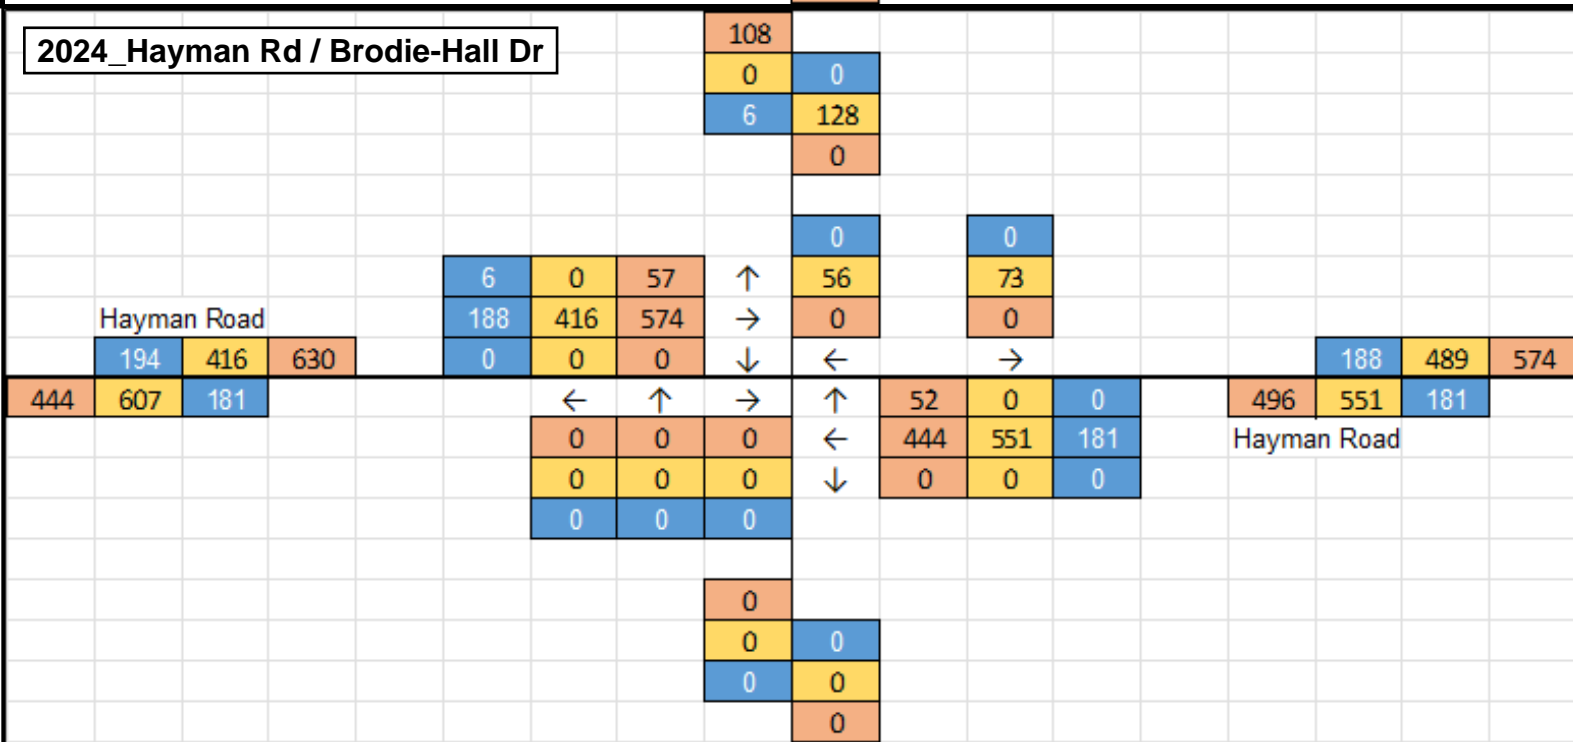 108
2024_Hayman Rd / Brodie-Hall Dr
0 0
6 128
0
0 0
6 0 57 ↑ 56 73
Hayman Road 188 416 574 → 0 0
194 416 630 0 0 0 ↓ ← → 188 489 574
444 607 181 ← ↑ → ↑ 52 0 0 496 551 181
0 0 0 ← 444 551 181 Hayman Road
0 0 0 ↓ 0 0 0
0 0 0
0
0 0
0 0
0